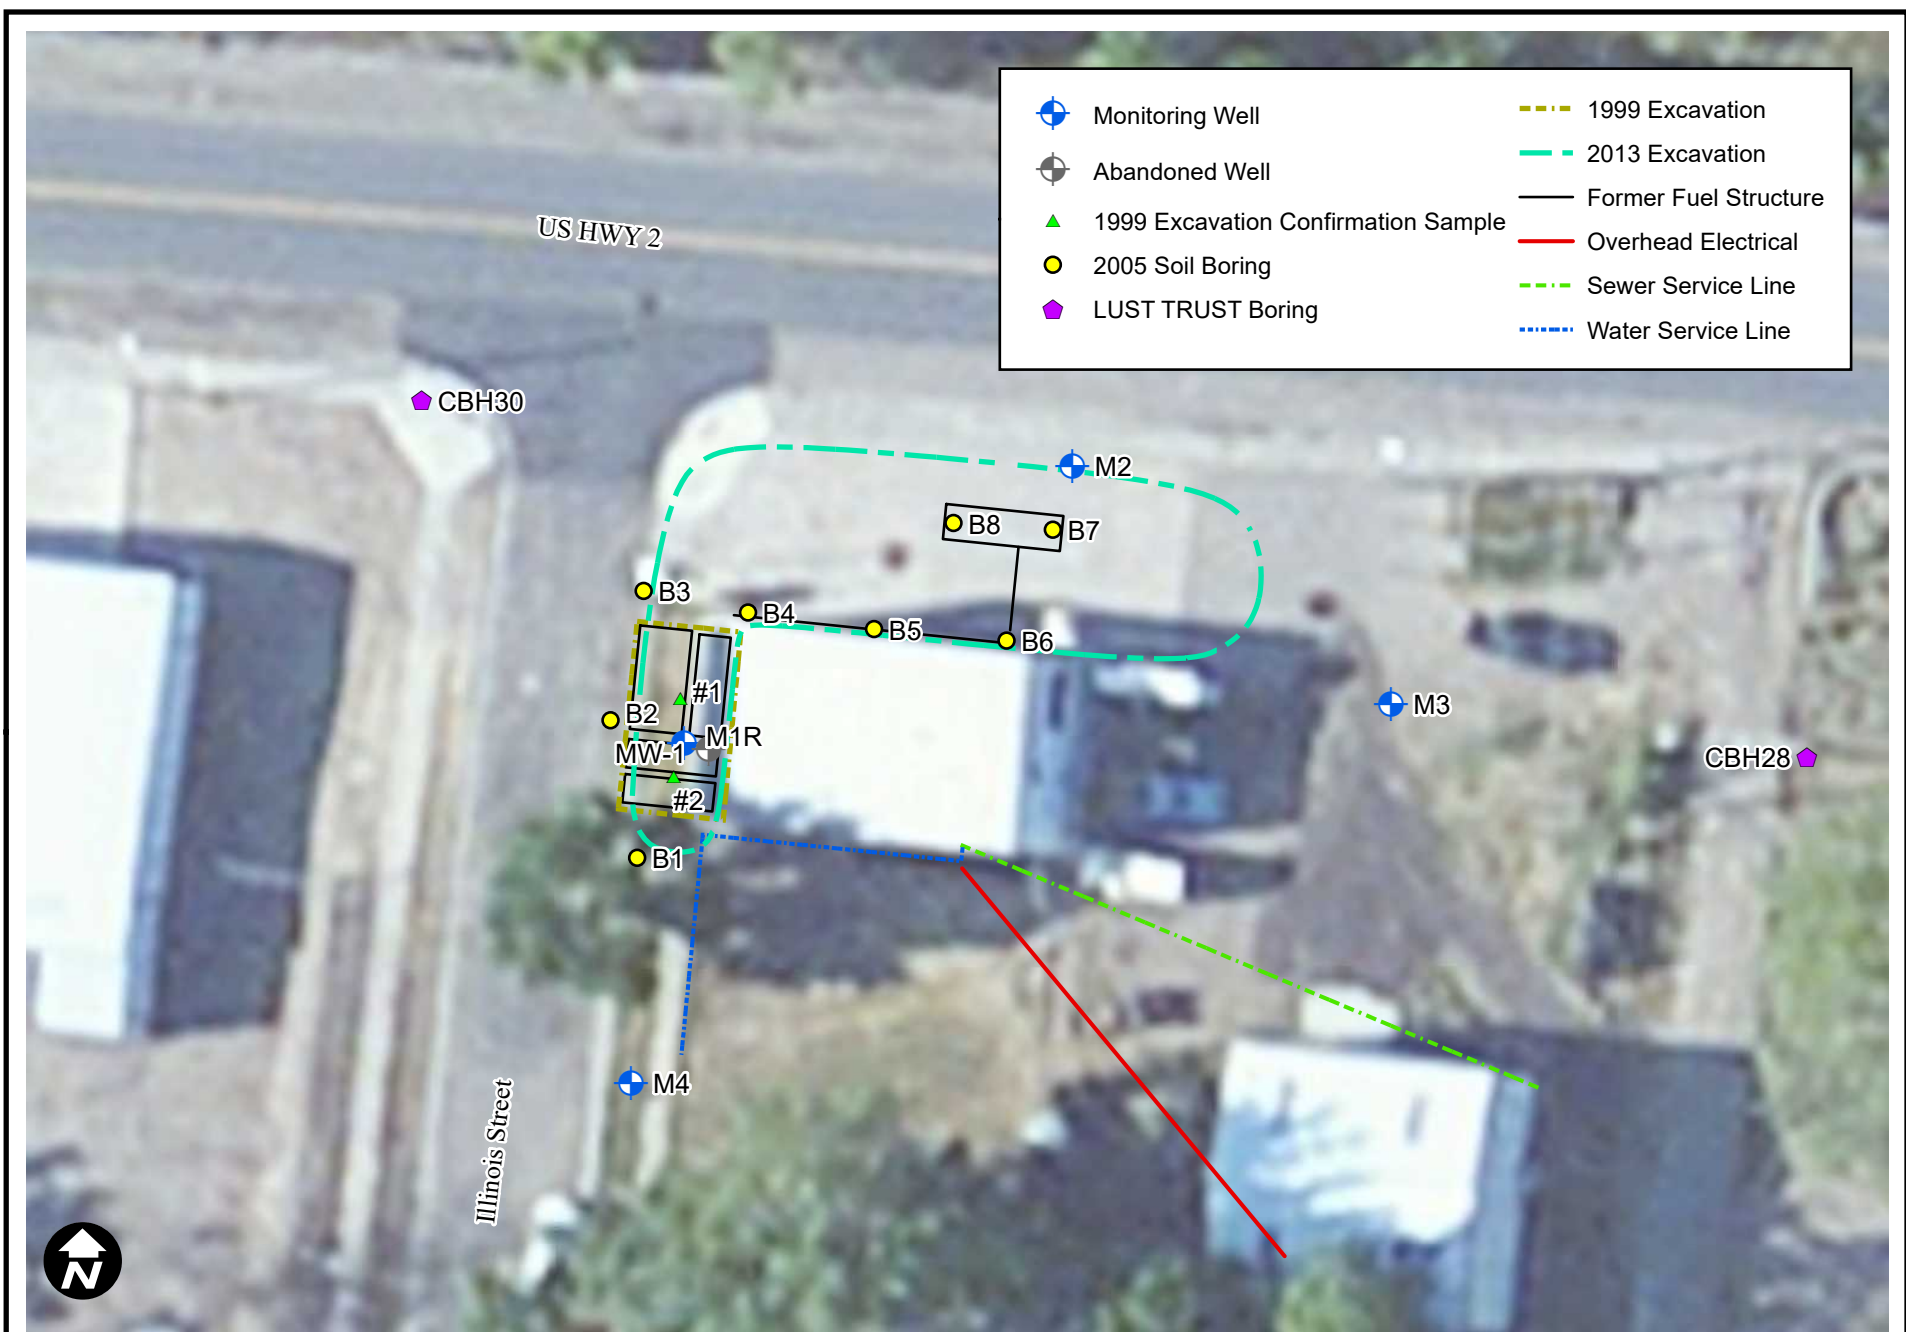 Monitoring Well
Abandoned Well
1999 Excavation Confirmation Sample
2005 Soil Boring
LUST TRUST Boring
1999 Excavation
2013 Excavation
Former Fuel Structure
Overhead Electrical
Sewer Service Line
Water Service Line
US HWY 2
CBH30
M2
B8
B7
B3
B4
B5
B6
#1
B2
M1R
MW-1
M3
CBH28
#2
B1
M4
Illinois Street
N